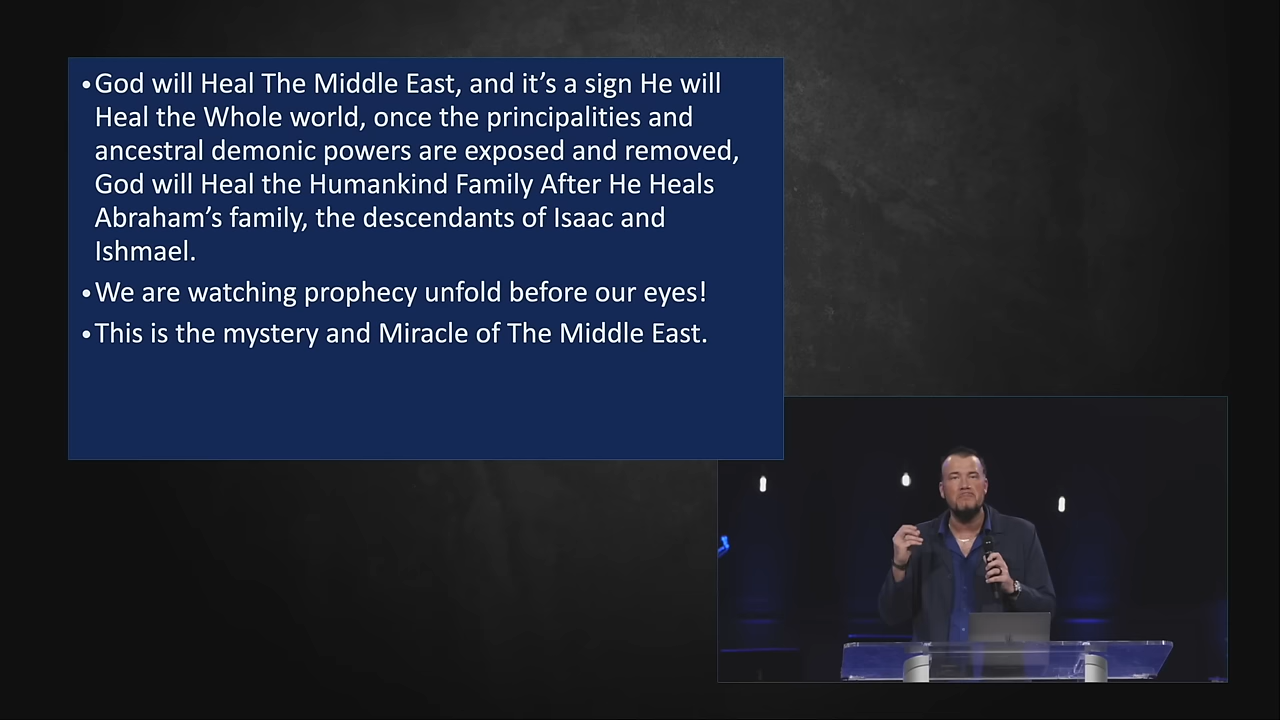 •God will Heal The Middle East, and it’s a sign He will
Heal the Whole world, once the principalities and
ancestral demonic powers are exposed and removed,
God will Heal the Humankind Family After He Heals
Abraham’s family, the descendants of Isaac and
Ishmael.
•We are watching prophecy unfold before our eyes!
•This is the mystery and Miracle of The Middle East.